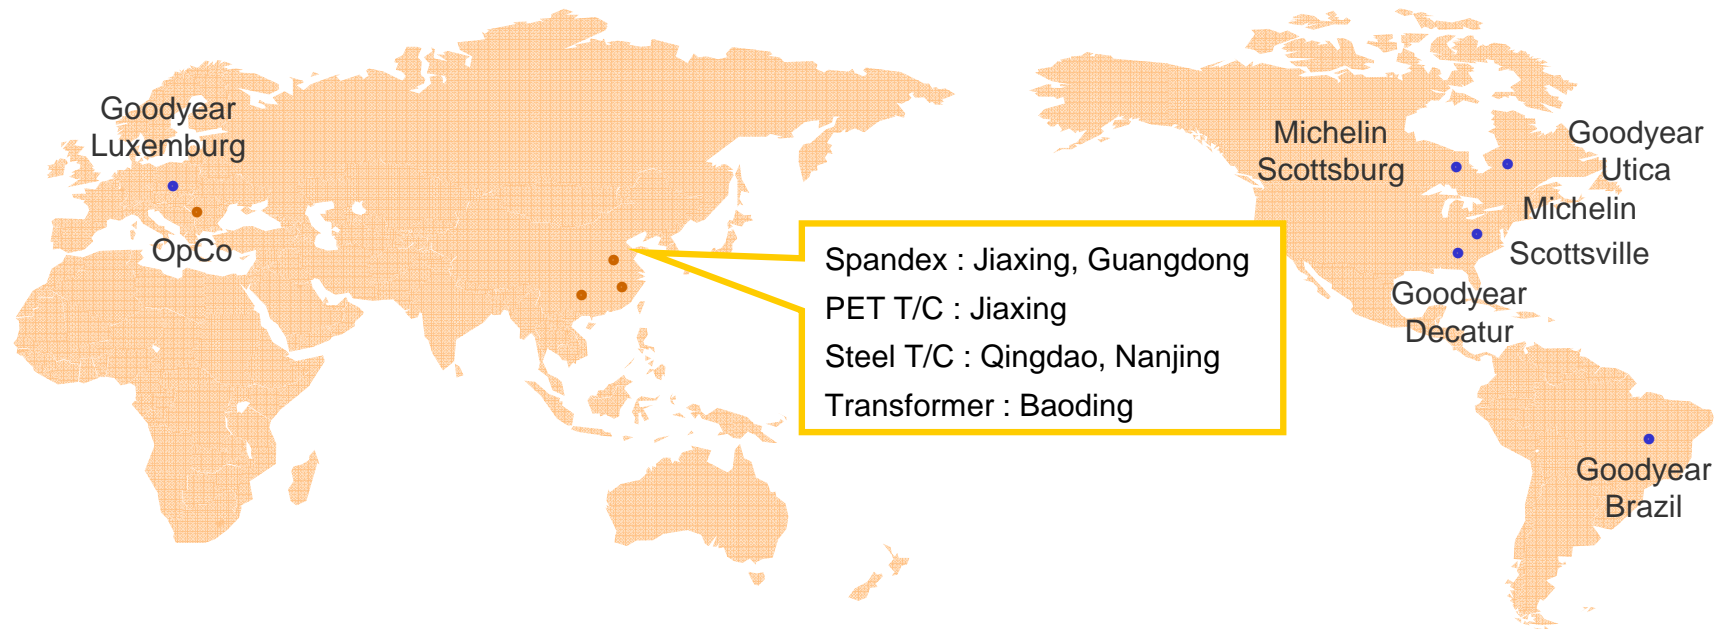 Goodyear
Luxemburg
OpCo
Spandex : Jiaxing, Guangdong
PET T/C : Jiaxing
Steel T/C : Qingdao, Nanjing
Transformer : Baoding
Michelin
Scottsburg
Goodyear
Utica
Michelin
Scottsville
Goodyear
Decatur
Goodyear
Brazil